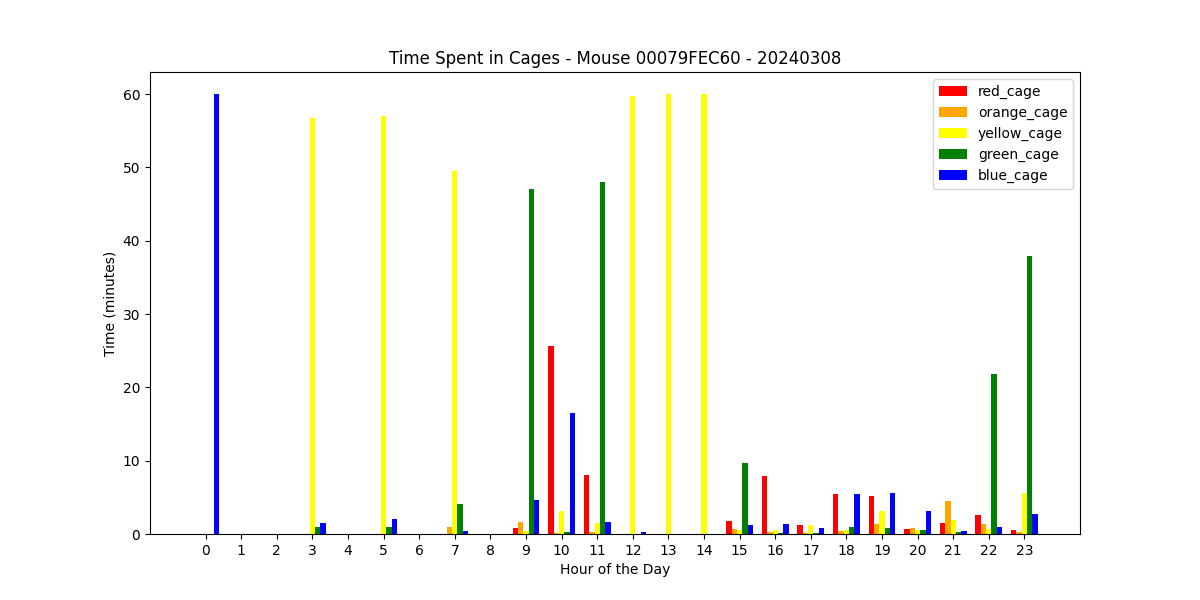 Time Spent in Cages - Mouse 00079FEC60 - 20240308
red_cage
orange_cage
yellow_cage
green_cage
blue_cage
Time (minutes)
60
50
40
30
20
10
0
0 1 2 3 4 5 6 7 8 9 10 11 12 13 14 15 16 17 18 19 20 21 22 23
Hour of the Day